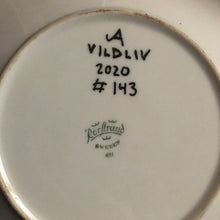 A
VILDLIV
2020
# 143
Rörstrand
SWEDEN